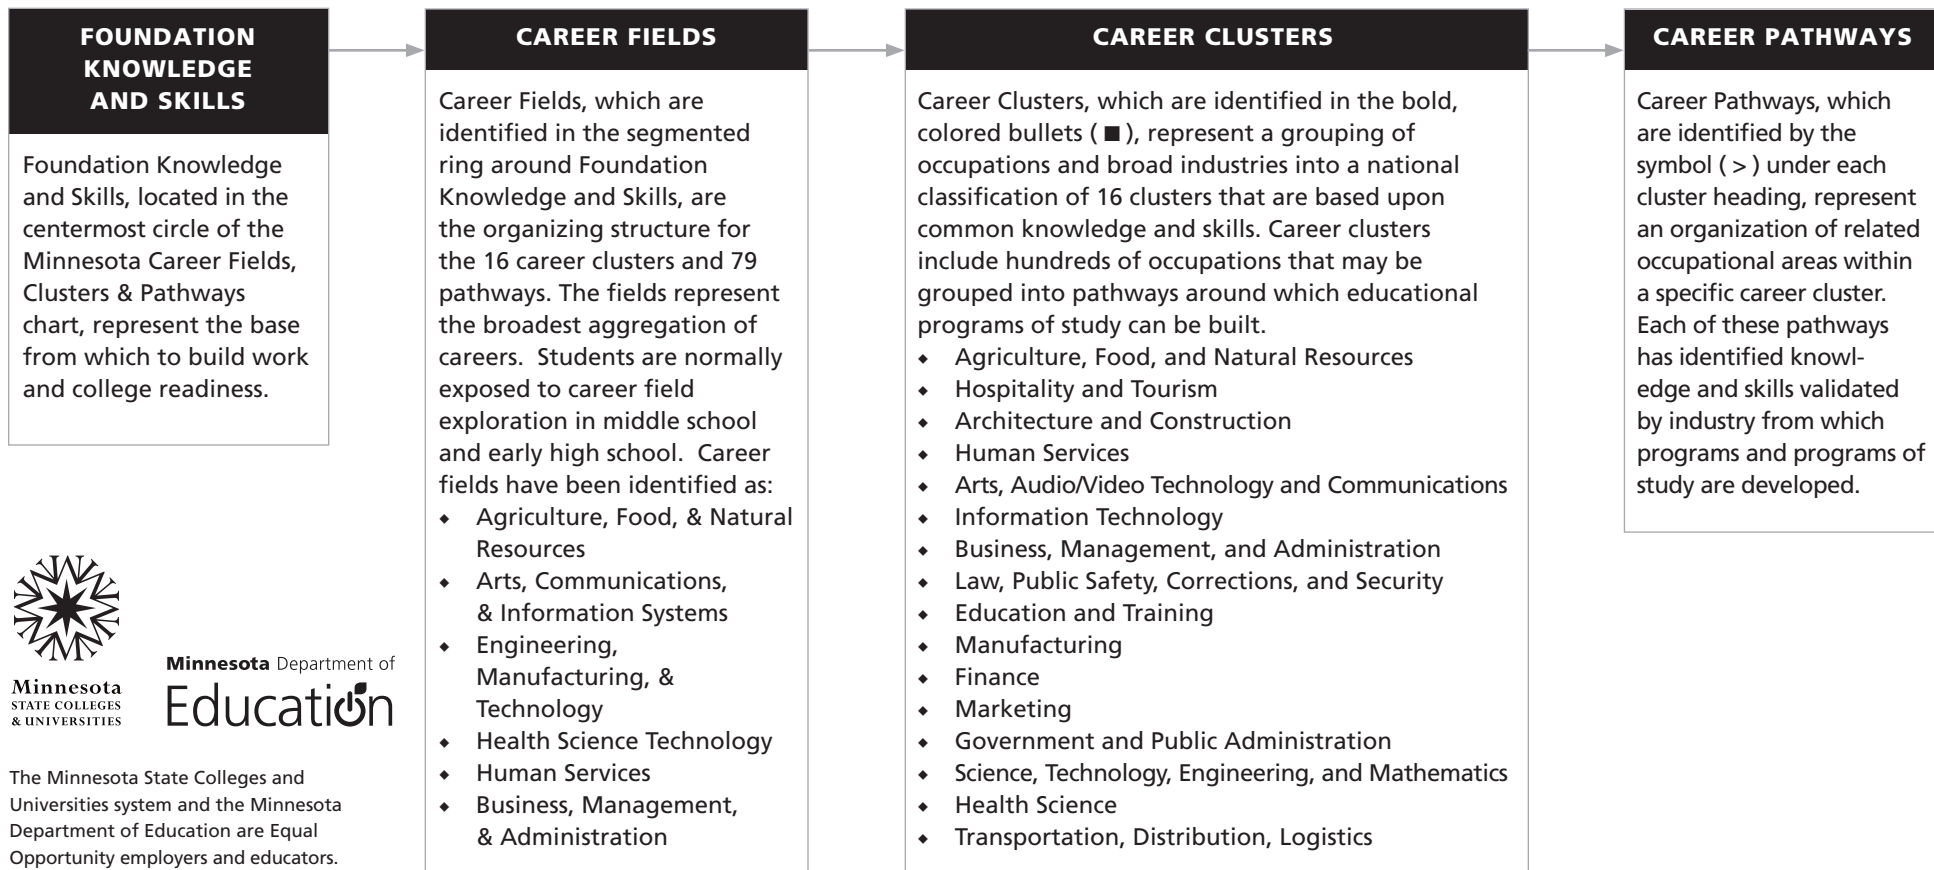 FOUNDATION
KNOWLEDGE
AND SKILLS
Foundation Knowledge
and Skills, located in the
centermost circle of the
Minnesota Career Fields,
Clusters & Pathways
chart, represent the base
from which to build work
and college readiness.
Minnesota
STATE COLLEGES
& UNIVERSITIES
Minnesota Department of
Education
The Minnesota State Colleges and
Universities system and the Minnesota
Department of Education are Equal
Opportunity employers and educators.
CAREER FIELDS
Career Fields, which are
identified in the segmented
ring around Foundation
Knowledge and Skills, are
the organizing structure for
the 16 career clusters and 79
pathways. The fields represent
the broadest aggregation of
careers.  Students are normally
exposed to career field
exploration in middle school
and early high school.  Career
fields have been identified as:
◆ Agriculture, Food, & Natural
Resources
◆ Arts, Communications,
& Information Systems
◆ Engineering,
Manufacturing, &
Technology
◆ Health Science Technology
◆ Human Services
◆ Business, Management,
& Administration
CAREER CLUSTERS
Career Clusters, which are identified in the bold,
colored bullets ( ■ ), represent a grouping of
occupations and broad industries into a national
classification of 16 clusters that are based upon
common knowledge and skills. Career clusters
include hundreds of occupations that may be
grouped into pathways around which educational
programs of study can be built.
◆ Agriculture, Food, and Natural Resources
◆ Hospitality and Tourism
◆ Architecture and Construction
◆ Human Services
◆ Arts, Audio/Video Technology and Communications
◆ Information Technology
◆ Business, Management, and Administration
◆ Law, Public Safety, Corrections, and Security
◆ Education and Training
◆ Manufacturing
◆ Finance
◆ Marketing
◆ Government and Public Administration
◆ Science, Technology, Engineering, and Mathematics
◆ Health Science
◆ Transportation, Distribution, Logistics
CAREER PATHWAYS
Career Pathways, which
are identified by the
symbol ( > ) under each
cluster heading, represent
an organization of related
occupational areas within
a specific career cluster.
Each of these pathways
has identified knowl-
edge and skills validated
by industry from which
programs and programs of
study are developed.